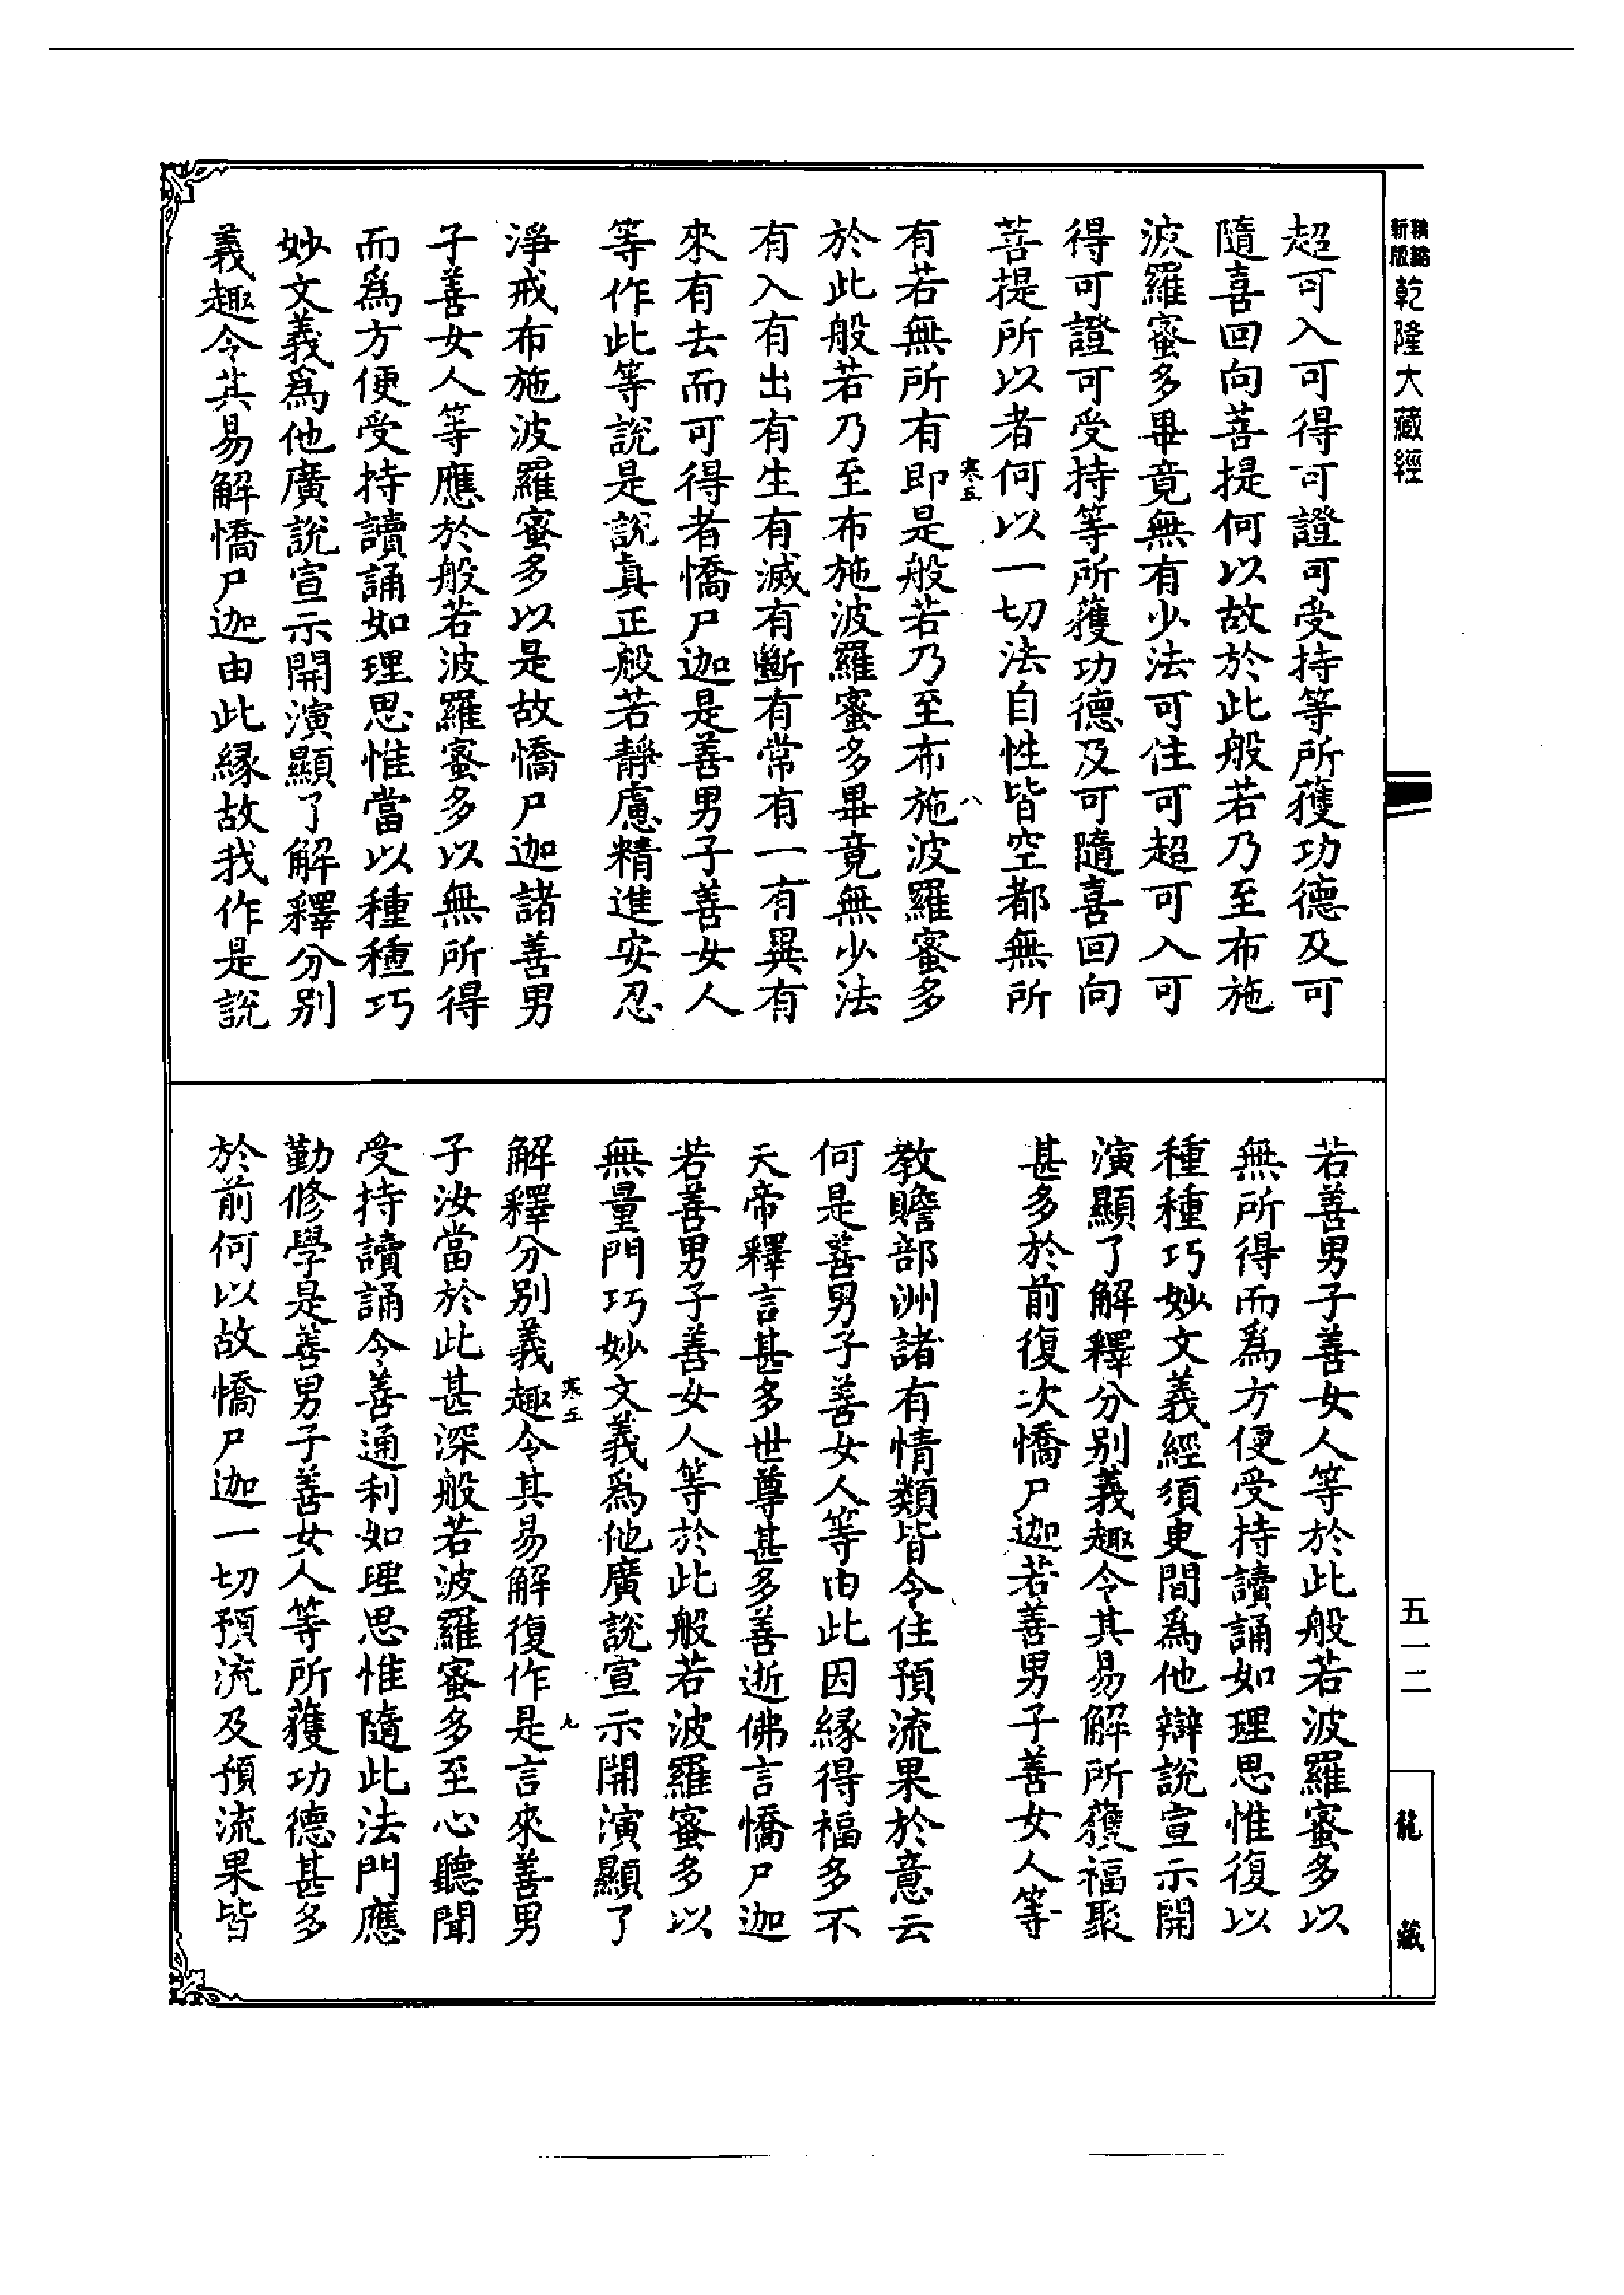 精縮新版乾隆大藏經
超可入可得可證可受持等所獲功德及可
隨喜回向菩提何以故於此般若乃至布施
波羅蜜多畢竟無有少法可住可超可入可
得可證可受持等所獲功德及可隨喜回向
菩提所以者何以一切法自性皆空都無所
寒五
八
有若無所有即是般若乃至布施波羅蜜多
於此般若乃至布施波羅蜜多畢竟無少法
有入有出有生有滅有斷有常有一有異有
來有去而可得者憍尸迦是善男子善女人
等作此等說是說真正般若靜慮精進安忍
淨戒布施波羅蜜多以是故憍尸迦諸善男
子善女人等應於般若波羅蜜多以無所得
而爲方便受持讀誦如理思惟當以種種巧
妙文義爲他廣說宣示開演顯了解釋分別
義趣令其易解憍尸迦由此緣故我作是說
若善男子善女人等於此般若波羅蜜多以
無所得而爲方便受持讀誦如理思惟復以
種種巧妙文義經須臾間爲他辯說宣示開
演顯了解釋分別義趣令其易解所獲福聚
甚多於前復次憍尸迦若善男子善女人等
教贍部洲諸有情類皆令住預流果於意云
何是善男子善女人等由此因緣得福多不
天帝釋言甚多世尊甚多善逝佛言憍尸迦
若善男子善女人等於此般若波羅蜜多以
無量門巧妙文義爲他廣說宣示開演顯了
寒五
九
解釋分別義趣令其易解復作是言來善男
子汝當於此甚深般若波羅蜜多至心聽聞
受持讀誦令善通利如理思惟隨此法門應
勤修學是善男子善女人等所獲功德甚多
於前何以故憍尸迦一切預流及預流果皆
五一二
龍藏